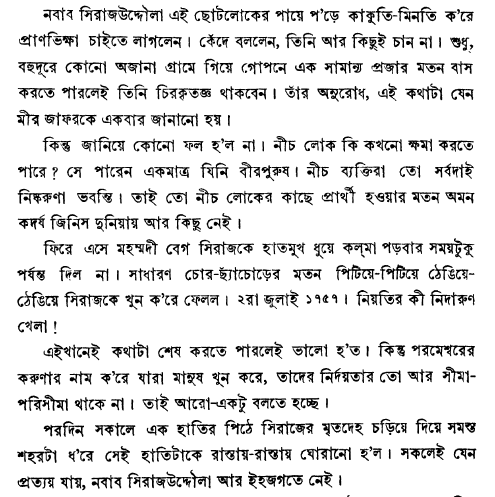 নবাব সিরাজউদ্দৌলা এই ছোটলোকের পায়ে প'ড়ে কাকুতি-মিনতি ক'রে
প্রাণভিক্ষা চাইতে লাগলেন। কেঁদে বললেন, তিনি আর কিছুই চান না। শুধু,
বহুদূরে কোনো অজানা গ্রামে গিয়ে গোপনে এক সামান্য প্রজার মতন বাস
করতে পারলেই তিনি চিরকৃতজ্ঞ থাকবেন। তাঁর অনুরোধ, এই কথাটা যেন
মীর জাফরকে একবার জানানো হয়।
কিন্তু জানিয়ে কোনো ফল হ'ল না। নীচ লোক কি কখনো ক্ষমা করতে
পারে? সে পারেন একমাত্র যিনি বীরপুরুষ। নীচ ব্যক্তিরা তো সর্বদাই
নিষ্করুণা ভবন্তি। তাই তো নীচ লোকের কাছে প্রার্থী হওয়ার মতন অমন
কদর্য জিনিস দুনিয়ায় আর কিছু নেই।
ফিরে এসে মহম্মদী বেগ সিরাজকে হাতমুখ ধুয়ে কল্‌মা পড়বার সময়টুকু
পর্যন্ত দিল না। সাধারণ চোর-ছ্যাঁচোড়ের মতন পিটিয়ে-পিটিয়ে ঠেঙিয়ে-
ঠেঙিয়ে সিরাজকে খুন ক'রে ফেলল। ২রা জুলাই ১৭৫৭। নিয়তির কী নিদারুণ
খেলা!
এইখানেই কথাটা শেষ করতে পারলেই ভালো হ'ত। কিন্তু পরমেশ্বরের
করুণার নাম ক'রে যারা মানুষ খুন করে, তাদের নির্দয়তার তো আর সীমা-
পরিসীমা থাকে না। তাই আরো-একটু বলতে হচ্ছে।
পরদিন সকালে এক হাতির পিঠে সিরাজের মৃতদেহ চড়িয়ে দিয়ে সমস্ত
শহরটা ধ'রে সেই হাতিটাকে রাস্তায়-রাস্তায় ঘোরানো হ'ল। সকলেই যেন
প্রত্যয় যায়, নবাব সিরাজউদ্দৌলা আর ইহজগতে নেই।